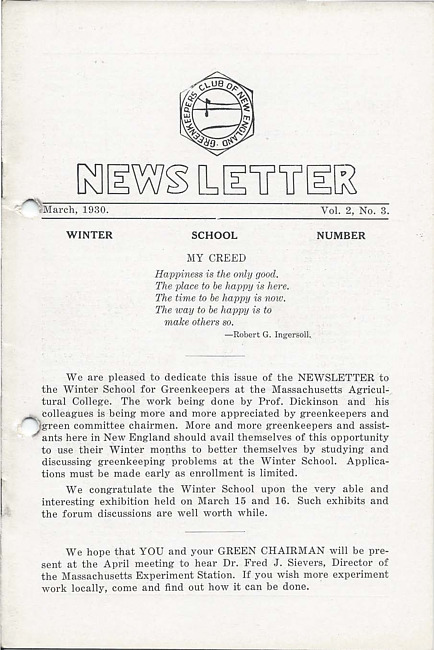 GREENKEEPERS CLUB OF NEW ENGLAND
NEWSLETTER
March, 1930. Vol. 2, No. 3.
WINTER SCHOOL NUMBER
MY CREED
Happiness is the only good.
The place to be happy is here.
The time to be happy is now.
The way to be happy is to
make others so.
—Robert G. Ingersoll.
We are pleased to dedicate this issue of the NEWSLETTER to
the Winter School for Greenkeepers at the Massachusetts Agricul-
tural College. The work being done by Prof. Dickinson and his
colleagues is being more and more appreciated by greenkeepers and
green committee chairmen. More and more greenkeepers and assist-
ants here in New England should avail themselves of this opportunity
to use their Winter months to better themselves by studying and
discussing greenkeeping problems at the Winter School. Applica-
tions must be made early as enrollment is limited.
We congratulate the Winter School upon the very able and
interesting exhibition held on March 15 and 16. Such exhibits and
the forum discussions are well worth while.
We hope that YOU and your GREEN CHAIRMAN will be pre-
sent at the April meeting to hear Dr. Fred J. Sievers, Director of
the Massachusetts Experiment Station. If you wish more experiment
work locally, come and find out how it can be done.